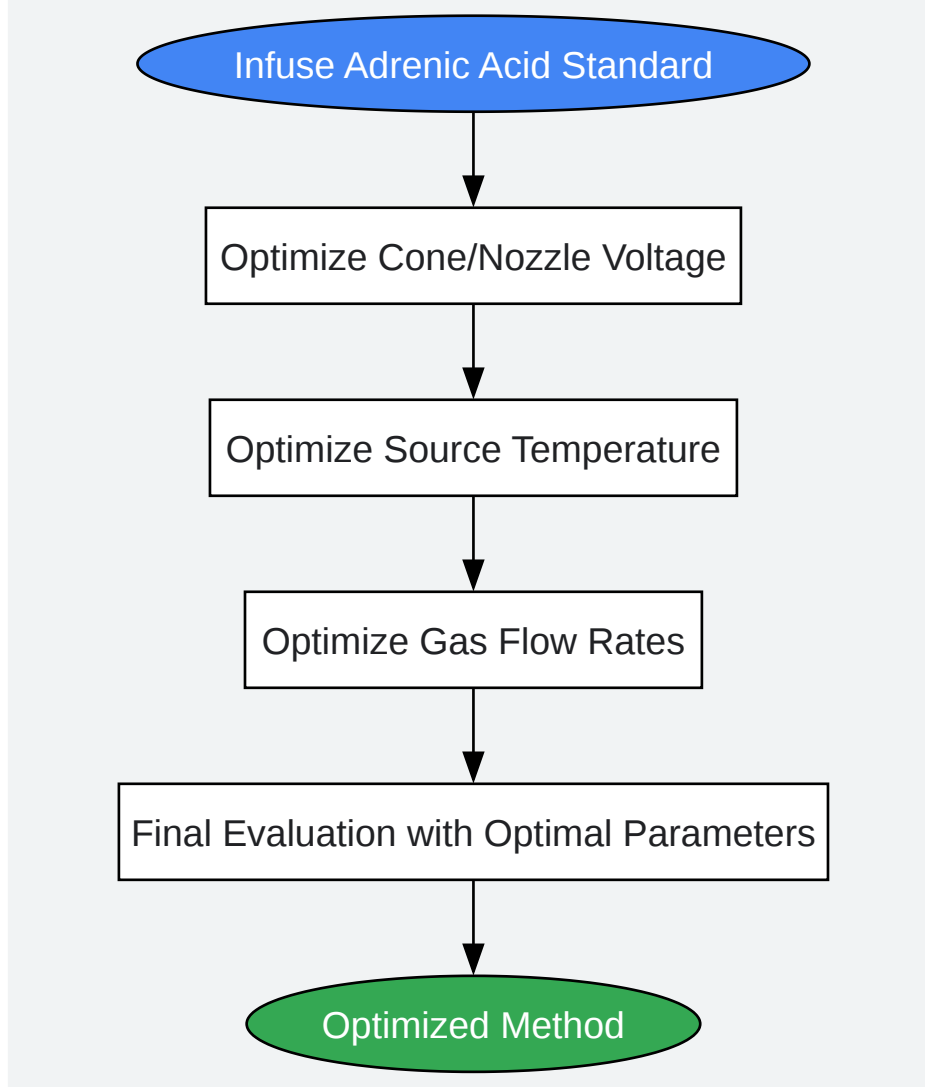 Infuse Adrenic Acid Standard
Optimize Cone/Nozzle Voltage
Optimize Source Temperature
Optimize Gas Flow Rates
Final Evaluation with Optimal Parameters
Optimized Method